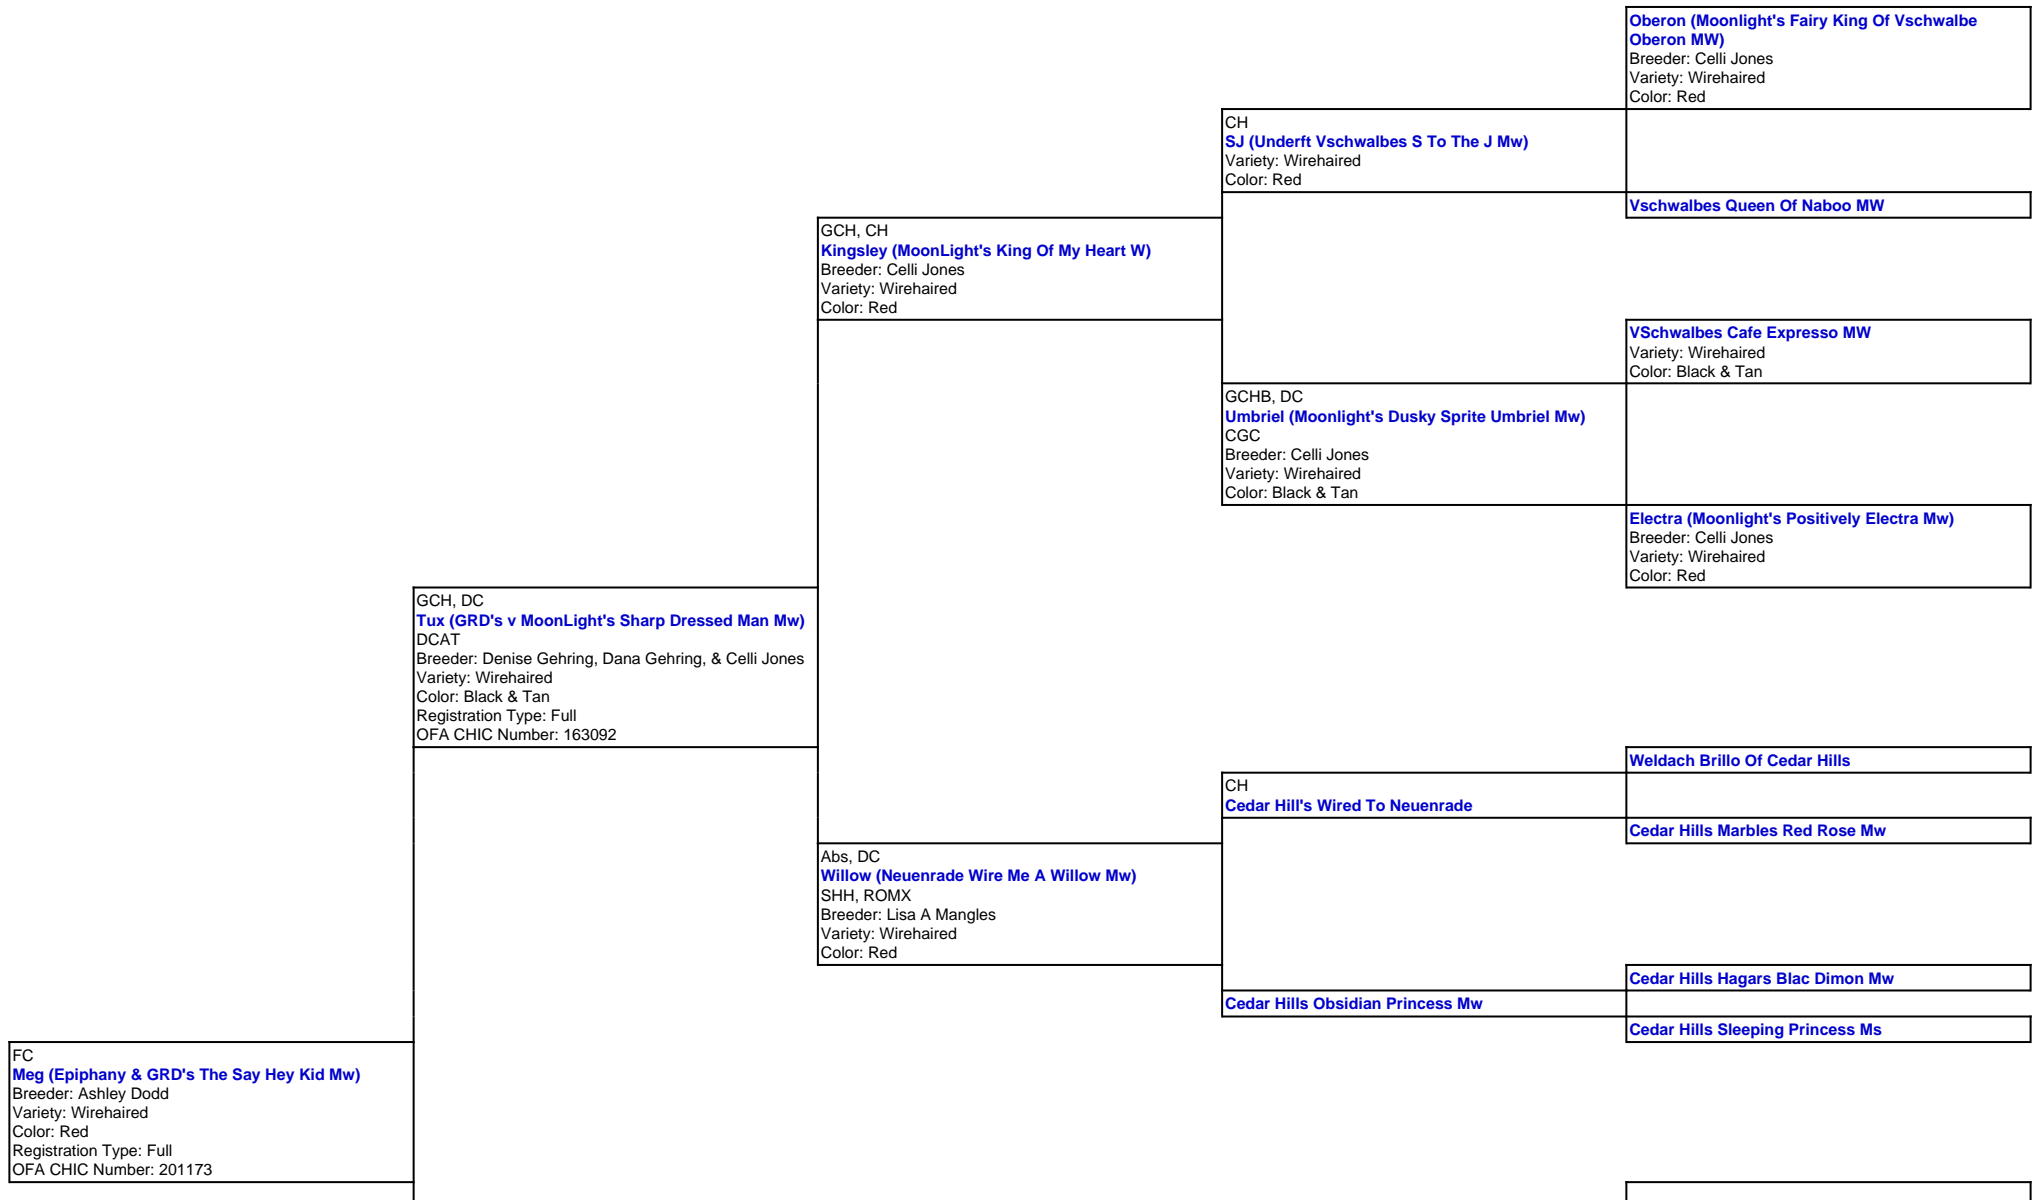 Oberon (Moonlight's Fairy King Of Vschwalbe
Oberon MW)
Breeder: Celli Jones
Variety: Wirehaired
Color: Red
CH
SJ (Underft Vschwalbes S To The J Mw)
Variety: Wirehaired
Color: Red
Vschwalbes Queen Of Naboo MW
GCH, CH
Kingsley (MoonLight's King Of My Heart W)
Breeder: Celli Jones
Variety: Wirehaired
Color: Red
VSchwalbes Cafe Expresso MW
Variety: Wirehaired
Color: Black & Tan
GCHB, DC
Umbriel (Moonlight's Dusky Sprite Umbriel Mw)
CGC
Breeder: Celli Jones
Variety: Wirehaired
Color: Black & Tan
Electra (Moonlight's Positively Electra Mw)
Breeder: Celli Jones
Variety: Wirehaired
Color: Red
GCH, DC
Tux (GRD's v MoonLight's Sharp Dressed Man Mw)
DCAT
Breeder: Denise Gehring, Dana Gehring, & Celli Jones
Variety: Wirehaired
Color: Black & Tan
Registration Type: Full
OFA CHIC Number: 163092
Weldach Brillo Of Cedar Hills
CH
Cedar Hill's Wired To Neuenrade
Cedar Hills Marbles Red Rose Mw
Abs, DC
Willow (Neuenrade Wire Me A Willow Mw)
SHH, ROMX
Breeder: Lisa A Mangles
Variety: Wirehaired
Color: Red
Cedar Hills Hagars Blac Dimon Mw
Cedar Hills Obsidian Princess Mw
Cedar Hills Sleeping Princess Ms
FC
Meg (Epiphany & GRD's The Say Hey Kid Mw)
Breeder: Ashley Dodd
Variety: Wirehaired
Color: Red
Registration Type: Full
OFA CHIC Number: 201173